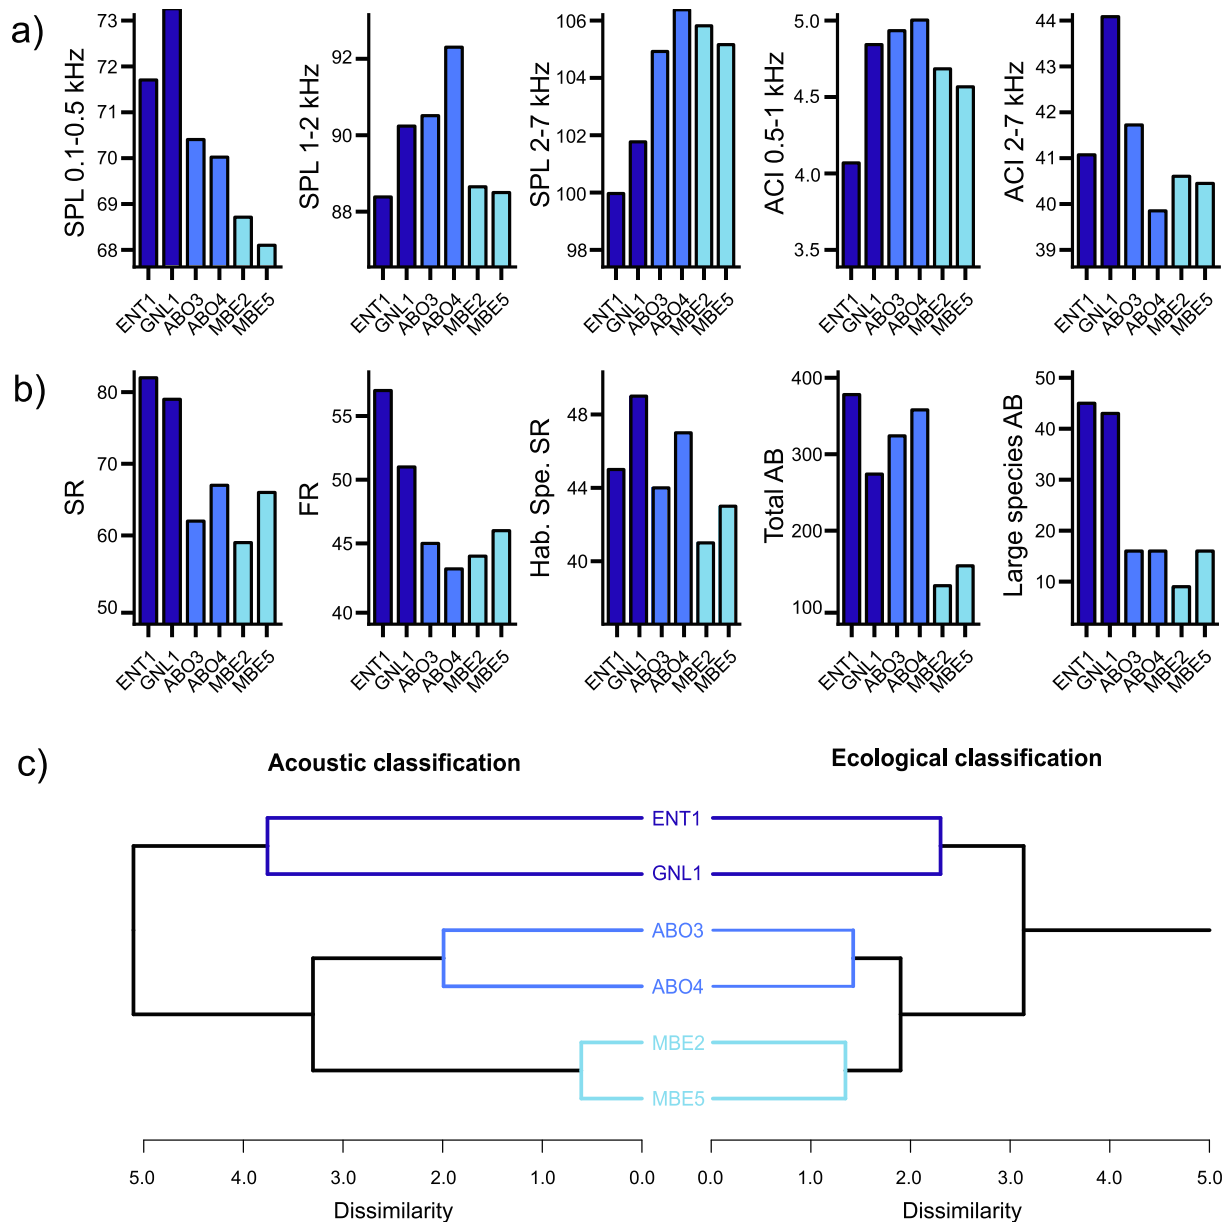 a)
SPL 0.1-0.5 kHz
73
72
71
70
69
68
ENT1
GNL1
ABO3
ABO4
MBE2
MBE5
SPL 1-2 kHz
92
90
88
ENT1
GNL1
ABO3
ABO4
MBE2
MBE5
SPL 2-7 kHz
106
104
102
100
98
ENT1
GNL1
ABO3
ABO4
MBE2
MBE5
ACI 0.5-1 kHz
5.0
4.5
4.0
3.5
ENT1
GNL1
ABO3
ABO4
MBE2
MBE5
ACI 2-7 kHz
44
43
42
41
40
39
ENT1
GNL1
ABO3
ABO4
MBE2
MBE5
b)
SR
80
70
60
50
ENT1
GNL1
ABO3
ABO4
MBE2
MBE5
FR
55
50
45
40
ENT1
GNL1
ABO3
ABO4
MBE2
MBE5
Hab. Spe. SR
48
44
40
ENT1
GNL1
ABO3
ABO4
MBE2
MBE5
Total AB
400
300
200
100
ENT1
GNL1
ABO3
ABO4
MBE2
MBE5
Large species AB
50
40
30
20
10
ENT1
GNL1
ABO3
ABO4
MBE2
MBE5
c)
Acoustic classification
Ecological classification
ENT1
GNL1
ABO3
ABO4
MBE2
MBE5
5.0 4.0 3.0 2.0 1.0 0.0
Dissimilarity
0.0 1.0 2.0 3.0 4.0 5.0
Dissimilarity